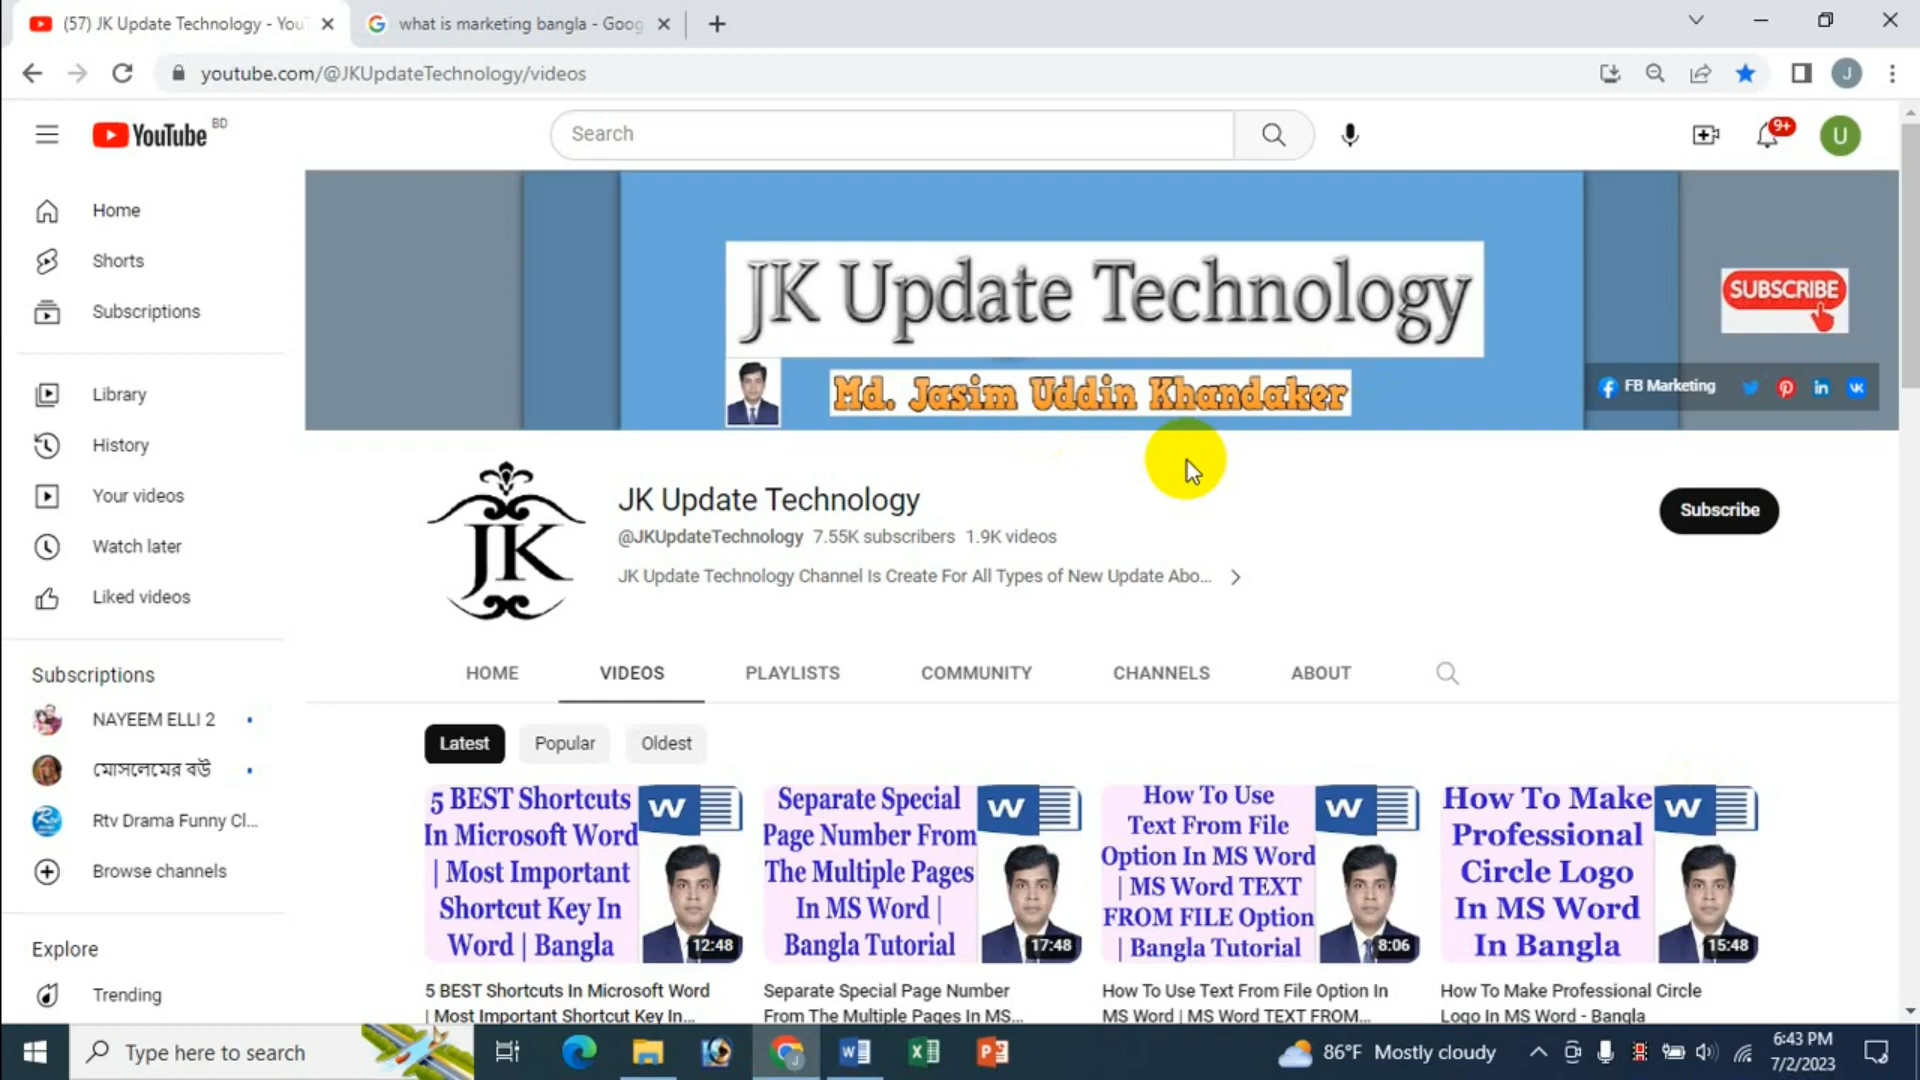 (57) JK Update Technology - You
what is marketing bangla - Goog
youtube.com/@JKUpdateTechnology/videos
J
YouTube BD
Search
9+
U
Home
Shorts
Subscriptions
Library
History
Your videos
Watch later
Liked videos
Subscriptions
NAYEEM ELLI 2
মোসলেমের বউ
Rtv Drama Funny Cl...
Browse channels
Explore
Trending
JK Update Technology
Md. Jasim Uddin Khandaker
SUBSCRIBE
FB Marketing
JK
JK Update Technology
@JKUpdateTechnology 7.55K subscribers 1.9K videos
JK Update Technology Channel Is Create For All Types of New Update Abo...
Subscribe
HOME VIDEOS PLAYLISTS COMMUNITY CHANNELS ABOUT
Latest Popular Oldest
5 BEST Shortcuts
In Microsoft Word
| Most Important
Shortcut Key In
Word | Bangla
W
12:48
5 BEST Shortcuts In Microsoft Word
| Most Important Shortcut Key In...
Separate Special
Page Number From
The Multiple Pages
In MS Word |
Bangla Tutorial
W
17:48
Separate Special Page Number
From The Multiple Pages In MS...
How To Use
Text From File
Option In MS Word
| MS Word TEXT
FROM FILE Option
| Bangla Tutorial
W
8:06
How To Use Text From File Option In
MS Word | MS Word TEXT FROM...
How To Make
Professional
Circle Logo
In MS Word
In Bangla
W
15:48
How To Make Professional Circle
Logo In MS Word - Bangla
Type here to search
86°F Mostly cloudy
6:43 PM
7/2/2023